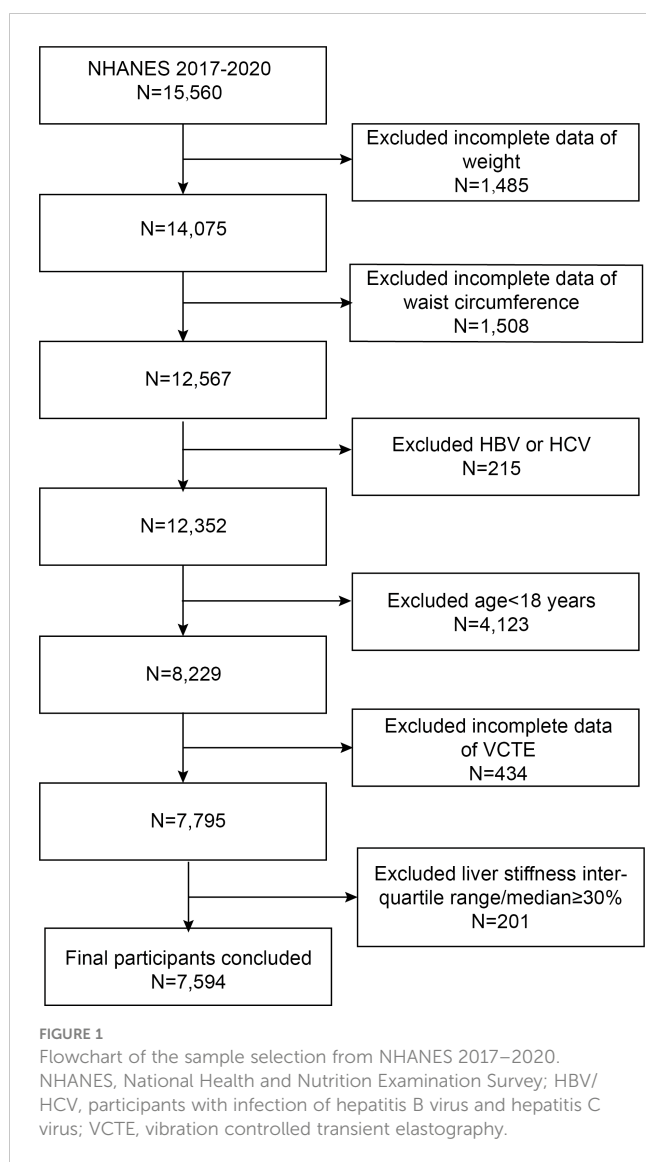 NHANES 2017-2020
N=15,560
Excluded incomplete data of
weight
N=1,485
N=14,075
Excluded incomplete data of
waist circumference
N=1,508
N=12,567
Excluded HBV or HCV
N=215
N=12,352
Excluded age<18 years
N=4,123
N=8,229
Excluded incomplete data
of VCTE
N=434
N=7,795
Excluded liver stiffness inter-
quartile range/median≥30%
N=201
Final participants concluded
N=7,594
FIGURE 1
Flowchart of the sample selection from NHANES 2017–2020.
NHANES, National Health and Nutrition Examination Survey; HBV/
HCV, participants with infection of hepatitis B virus and hepatitis C
virus; VCTE, vibration controlled transient elastography.